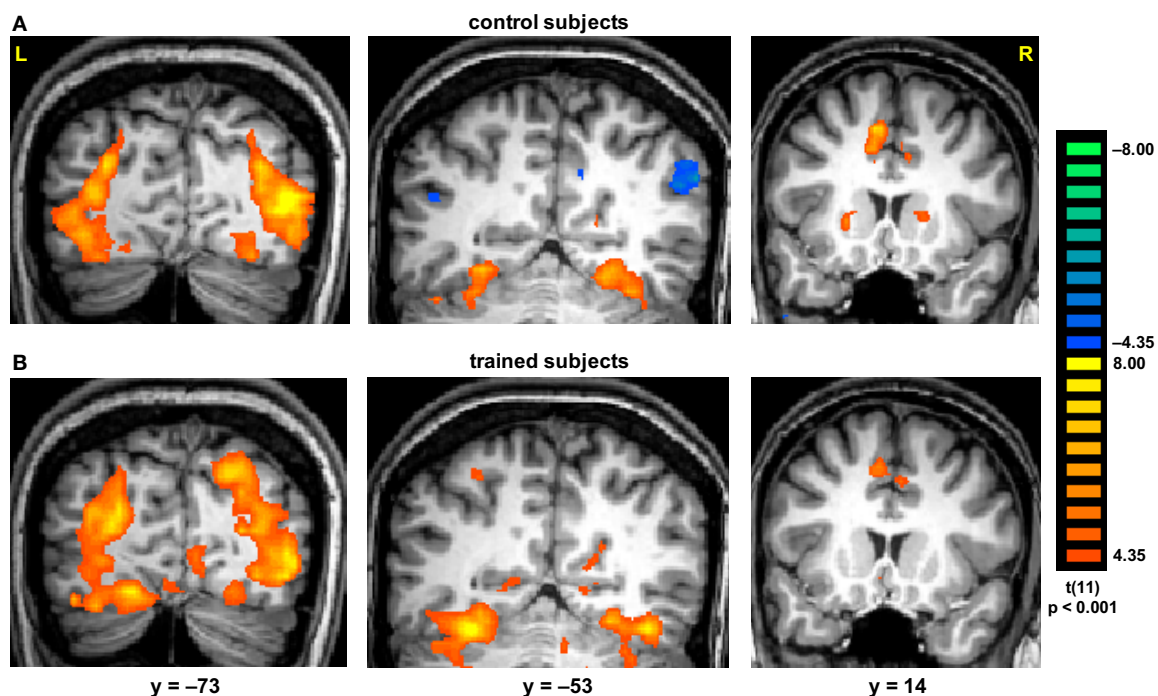 A
control subjects
L
R
−8.00
−4.35
8.00
4.35
t(11)
p < 0.001
B
trained subjects
y = −73
y = −53
y = 14